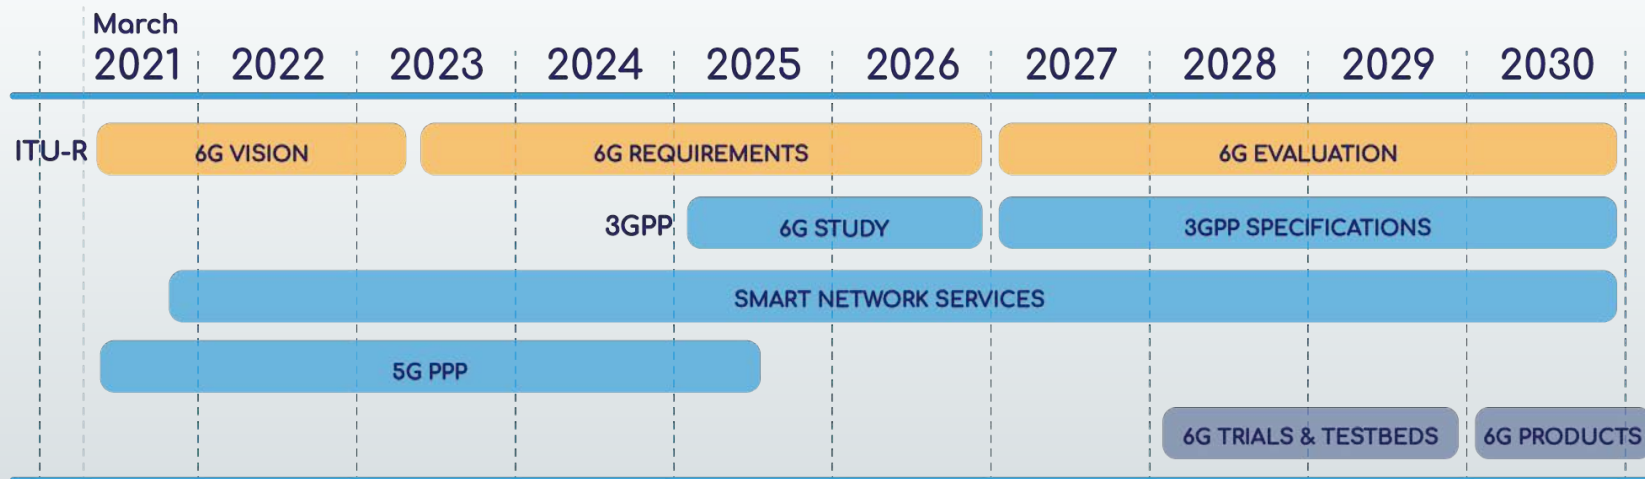 March
2021 2022 2023 2024 2025 2026 2027 2028 2029 2030
ITU-R 6G VISION 6G REQUIREMENTS 6G EVALUATION
3GPP 6G STUDY 3GPP SPECIFICATIONS
SMART NETWORK SERVICES
5G PPP
6G TRIALS & TESTBEDS 6G PRODUCTS